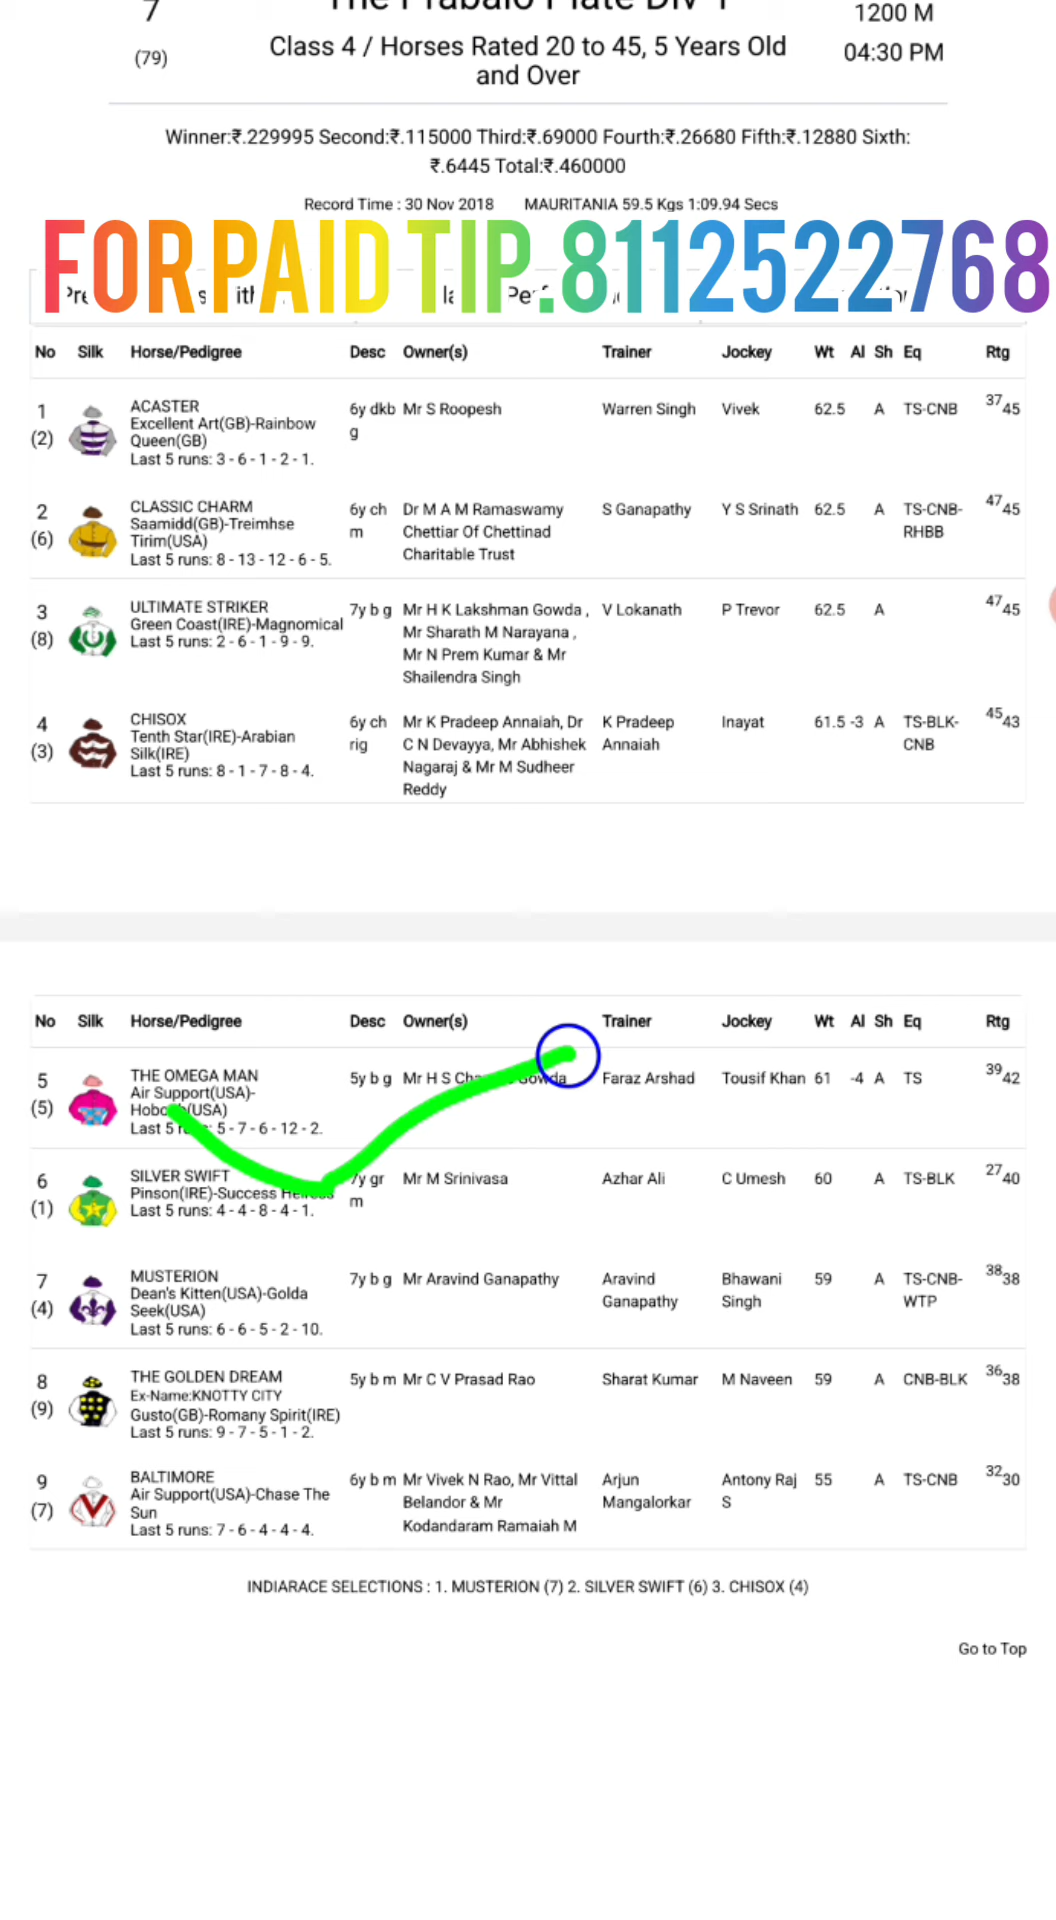 7
The Prabalo Plate Div-1
1200 M
(79)
Class 4 / Horses Rated 20 to 45, 5 Years Old and Over
04:30 PM
Winner:₹.229995 Second:₹.115000 Third:₹.69000 Fourth:₹.26680 Fifth:₹.12880 Sixth:
₹.6445 Total:₹.460000
Record Time : 30 Nov 2018 MAURITANIA 59.5 Kgs 1:09.94 Secs
FOR PAID TIP.8112522768
No Silk Horse/Pedigree Desc Owner(s) Trainer Jockey Wt Al Sh Eq Rtg
1 ACASTER 6y dkb Mr S Roopesh Warren Singh Vivek 62.5 A TS-CNB 37 45
(2) Excellent Art(GB)-Rainbow g
Queen(GB)
Last 5 runs: 3 - 6 - 1 - 2 - 1.
2 CLASSIC CHARM 6y ch Dr M A M Ramaswamy S Ganapathy Y S Srinath 62.5 A TS-CNB- 47 45
(6) Saamidd(GB)-Treimhse m Chettiar Of Chettinad RHBB
Tirim(USA) Charitable Trust
Last 5 runs: 8 - 13 - 12 - 6 - 5.
3 ULTIMATE STRIKER 7y b g Mr H K Lakshman Gowda , V Lokanath P Trevor 62.5 A 47 45
(8) Green Coast(IRE)-Magnomical Mr Sharath M Narayana ,
Last 5 runs: 2 - 6 - 1 - 9 - 9. Mr N Prem Kumar & Mr
Shailendra Singh
4 CHISOX 6y ch Mr K Pradeep Annaiah, Dr K Pradeep Inayat 61.5 -3 A TS-BLK- 45 43
(3) Tenth Star(IRE)-Arabian rig C N Devayya, Mr Abhishek Annaiah CNB
Silk(IRE) Nagaraj & Mr M Sudheer
Last 5 runs: 8 - 1 - 7 - 8 - 4. Reddy
No Silk Horse/Pedigree Desc Owner(s) Trainer Jockey Wt Al Sh Eq Rtg
5 THE OMEGA MAN 5y b g Mr H S Gowda Faraz Arshad Tousif Khan 61 -4 A TS 39 42
(5) Air Support(USA)-
(USA)
Last 5 5 - 7 - 6 - 12 - 2.
6 SILVER SWIFT 7y gr Mr M Srinivasa Azhar Ali C Umesh 60 A TS-BLK 27 40
(1) Pinson(IRE)-Success m
Last 5 runs: 4 - 4 - 8 - 4 - 1.
7 MUSTERION 7y b g Mr Aravind Ganapathy Aravind Bhawani 59 A TS-CNB- 38 38
(4) Dean's Kitten(USA)-Golda Ganapathy Singh WTP
Seek(USA)
Last 5 runs: 6 - 6 - 5 - 2 - 10.
8 THE GOLDEN DREAM 5y b m Mr C V Prasad Rao Sharat Kumar M Naveen 59 A CNB-BLK 36 38
(9) Ex-Name:KNOTTY CITY
Gusto(GB)-Romany Spirit(IRE)
Last 5 runs: 9 - 7 - 5 - 1 - 2.
9 BALTIMORE 6y b m Mr Vivek N Rao, Mr Vittal Arjun Antony Raj 55 A TS-CNB 32 30
(7) Air Support(USA)-Chase The Belandor & Mr Mangalorkar S
Sun Kodandaram Ramaiah M
Last 5 runs: 7 - 6 - 4 - 4 - 4.
INDIARACE SELECTIONS : 1. MUSTERION (7) 2. SILVER SWIFT (6) 3. CHISOX (4)
Go to Top